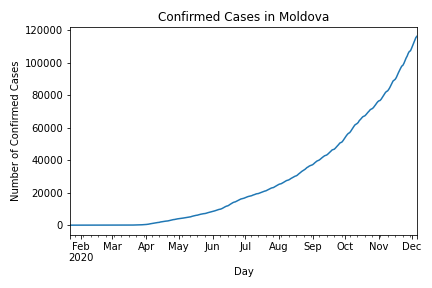 Confirmed Cases in Moldova
Number of Confirmed Cases
120000
100000
80000
60000
40000
20000
0
Feb Mar Apr May Jun Jul Aug Sep Oct Nov Dec
2020
Day